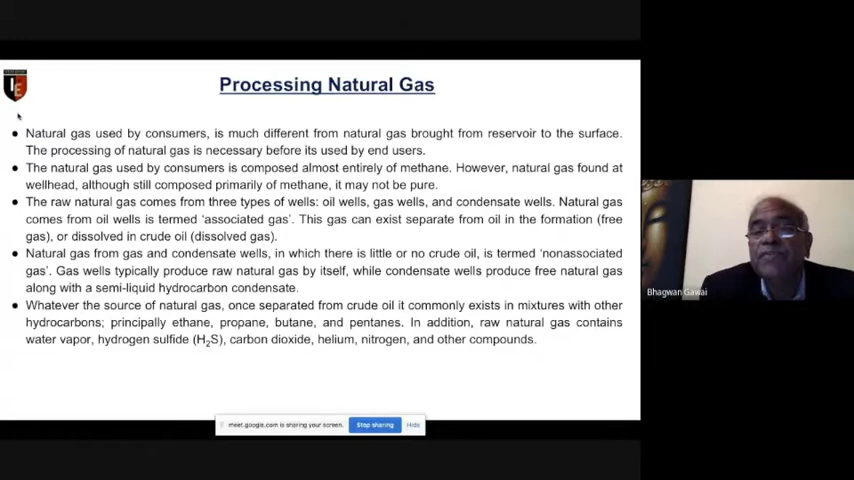 Processing Natural Gas
IE
• Natural gas used by consumers, is much different from natural gas brought from reservoir to the surface.
The processing of natural gas is necessary before its used by end users.
• The natural gas used by consumers is composed almost entirely of methane. However, natural gas found at
wellhead, although still composed primarily of methane, it may not be pure.
• The raw natural gas comes from three types of wells: oil wells, gas wells, and condensate wells. Natural gas
comes from oil wells is termed ‘associated gas’. This gas can exist separate from oil in the formation (free
gas), or dissolved in crude oil (dissolved gas).
• Natural gas from gas and condensate wells, in which there is little or no crude oil, is termed ‘nonassociated
gas’. Gas wells typically produce raw natural gas by itself, while condensate wells produce free natural gas
along with a semi-liquid hydrocarbon condensate.
• Whatever the source of natural gas, once separated from crude oil it commonly exists in mixtures with other
hydrocarbons; principally ethane, propane, butane, and pentanes. In addition, raw natural gas contains
water vapor, hydrogen sulfide (H₂S), carbon dioxide, helium, nitrogen, and other compounds.
Bhagwan Gawai
meet.google.com is sharing your screen.
Stop sharing
Hide